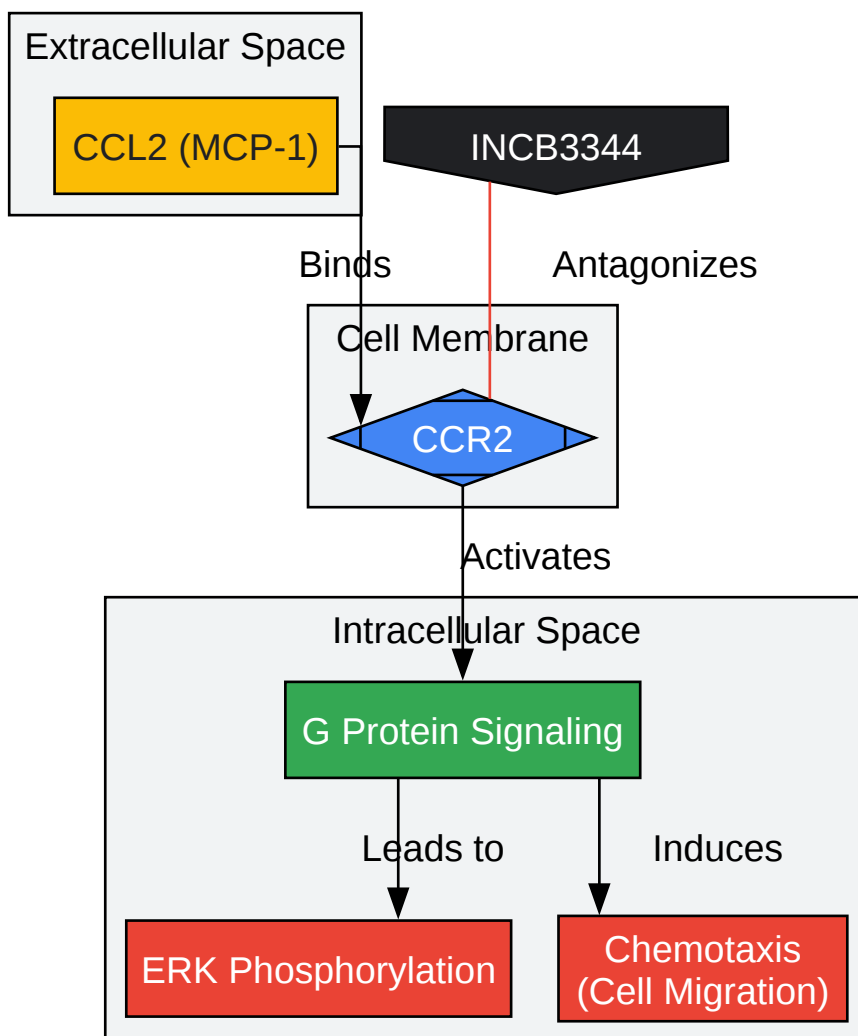 Extracellular Space
CCL2 (MCP-1)
INCB3344
Binds
Antagonizes
Cell Membrane
CCR2
Activates
Intracellular Space
G Protein Signaling
Leads to
Induces
ERK Phosphorylation
Chemotaxis
(Cell Migration)